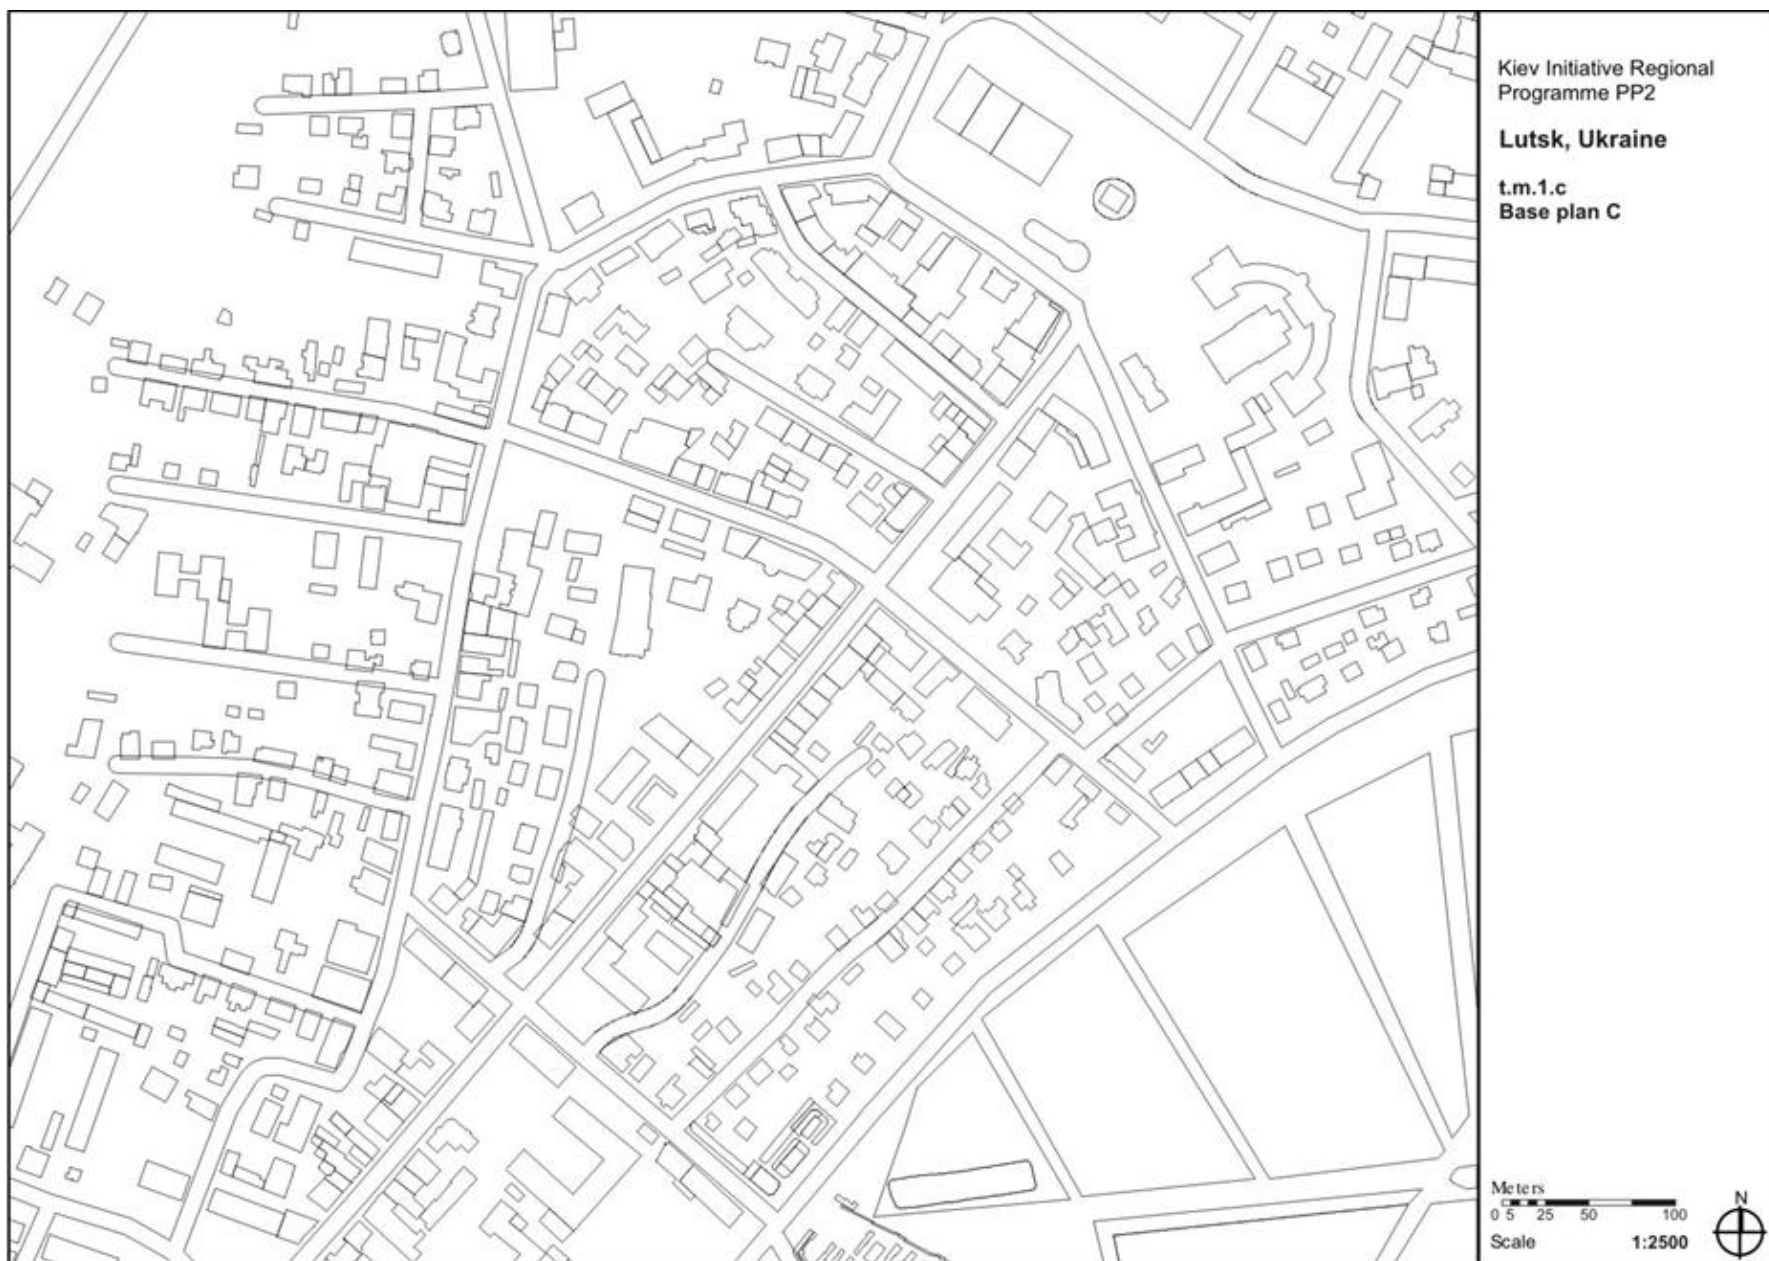 Kiev Initiative Regional
Programme PP2
Lutsk, Ukraine
t.m.1.c
Base plan C
Meters
0 5 25 50 100
Scale 1:2500
N